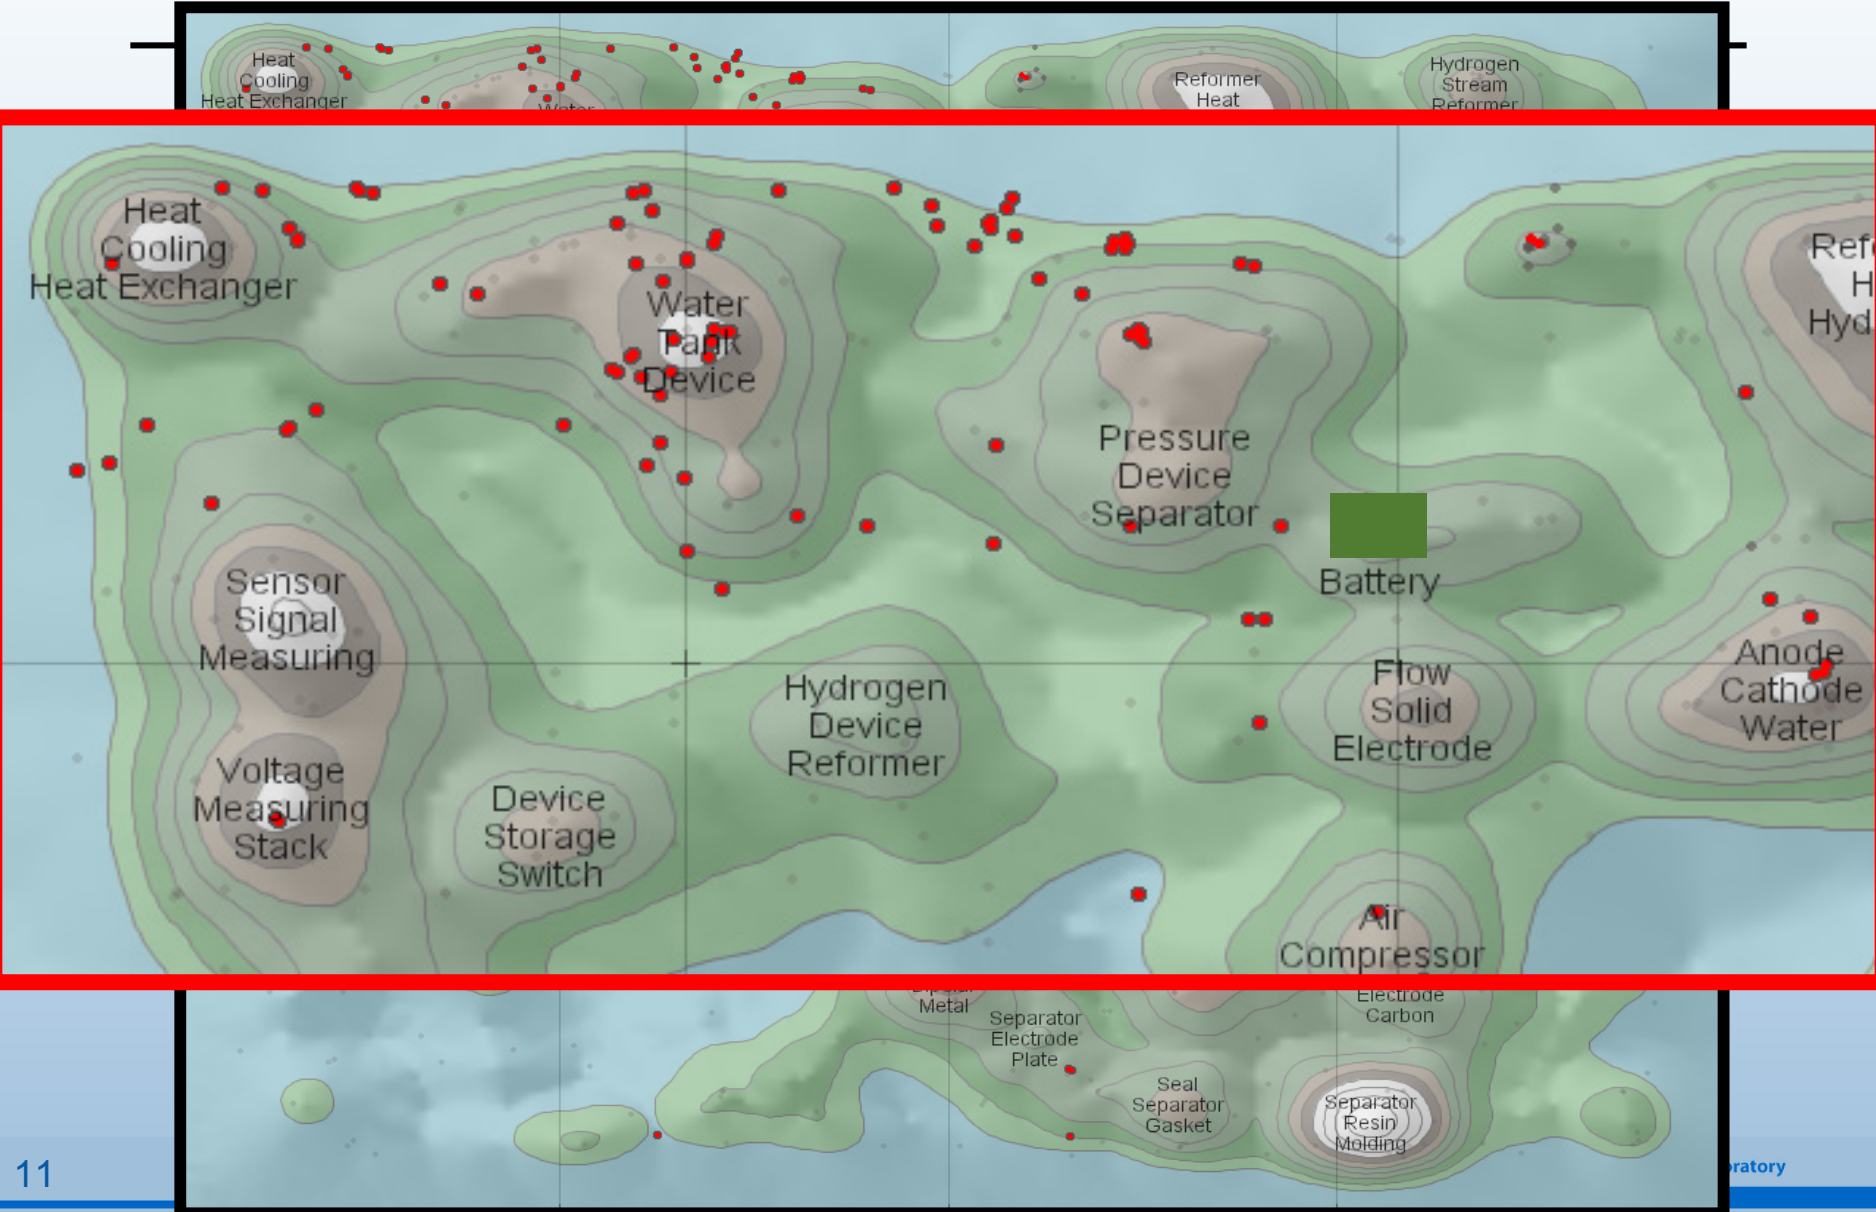 Heat
Cooling
Heat Exchanger
Water
Reformer
Heat
Hydrogen
Stream
Reformer
Heat
Cooling
Heat Exchanger
Water
Tank
Device
Pressure
Device
Separator
Battery
Sensor
Signal
Measuring
Hydrogen
Device
Reformer
Flow
Solid
Electrode
Anode
Cathode
Water
Voltage
Measuring
Stack
Device
Storage
Switch
Air
Compressor
Metal
Separator
Electrode
Plate
Electrode
Carbon
Seal
Separator
Gasket
Separator
Resin
Molding
11